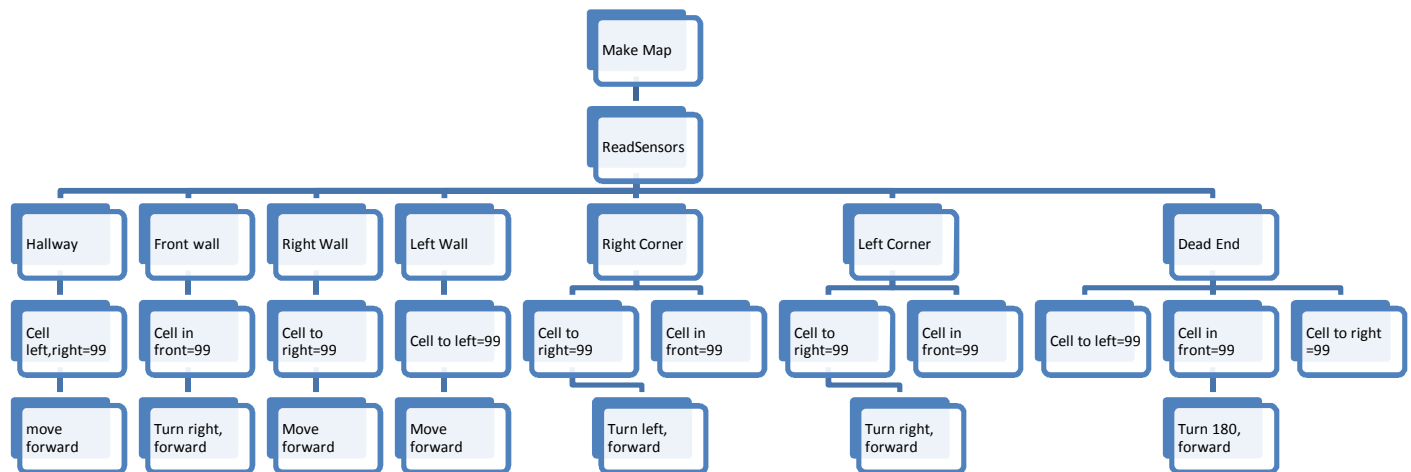 Make Map
ReadSensors
Hallway
Front wall
Right Wall
Left Wall
Right Corner
Left Corner
Dead End
Cell
left,right=99
Cell in
front=99
Cell to
right=99
Cell to left=99
Cell to
right=99
Cell in
front=99
Cell to
right=99
Cell in
front=99
Cell to left=99
Cell in
front=99
Cell to right
=99
move
forward
Turn right,
forward
Move
forward
Move
forward
Turn left,
forward
Turn right,
forward
Turn 180,
forward